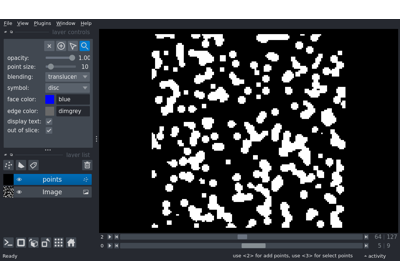 File View Plugins Window Help
layer controls
opacity: 1.00
point size: 10
blending: translucen
symbol: disc
face color: blue
edge color: dimgrey
display text:
out of slice:
layer list
points
Image
2 64 127
0 5 9
Ready use <2> for add points, use <3> for select points activity